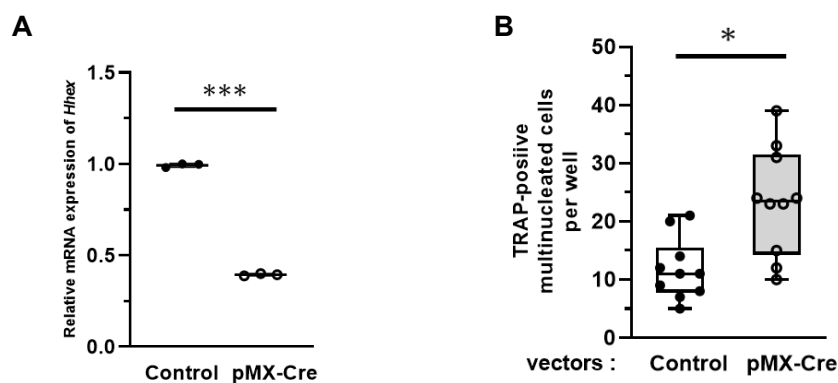 A
Relative mRNA expression of Hhex
1.5
1.0
0.5
0.0
***
Control pMX-Cre
B
TRAP-posiive
multinucleated cells
per well
50
40
30
20
10
0
*
vectors : Control pMX-Cre